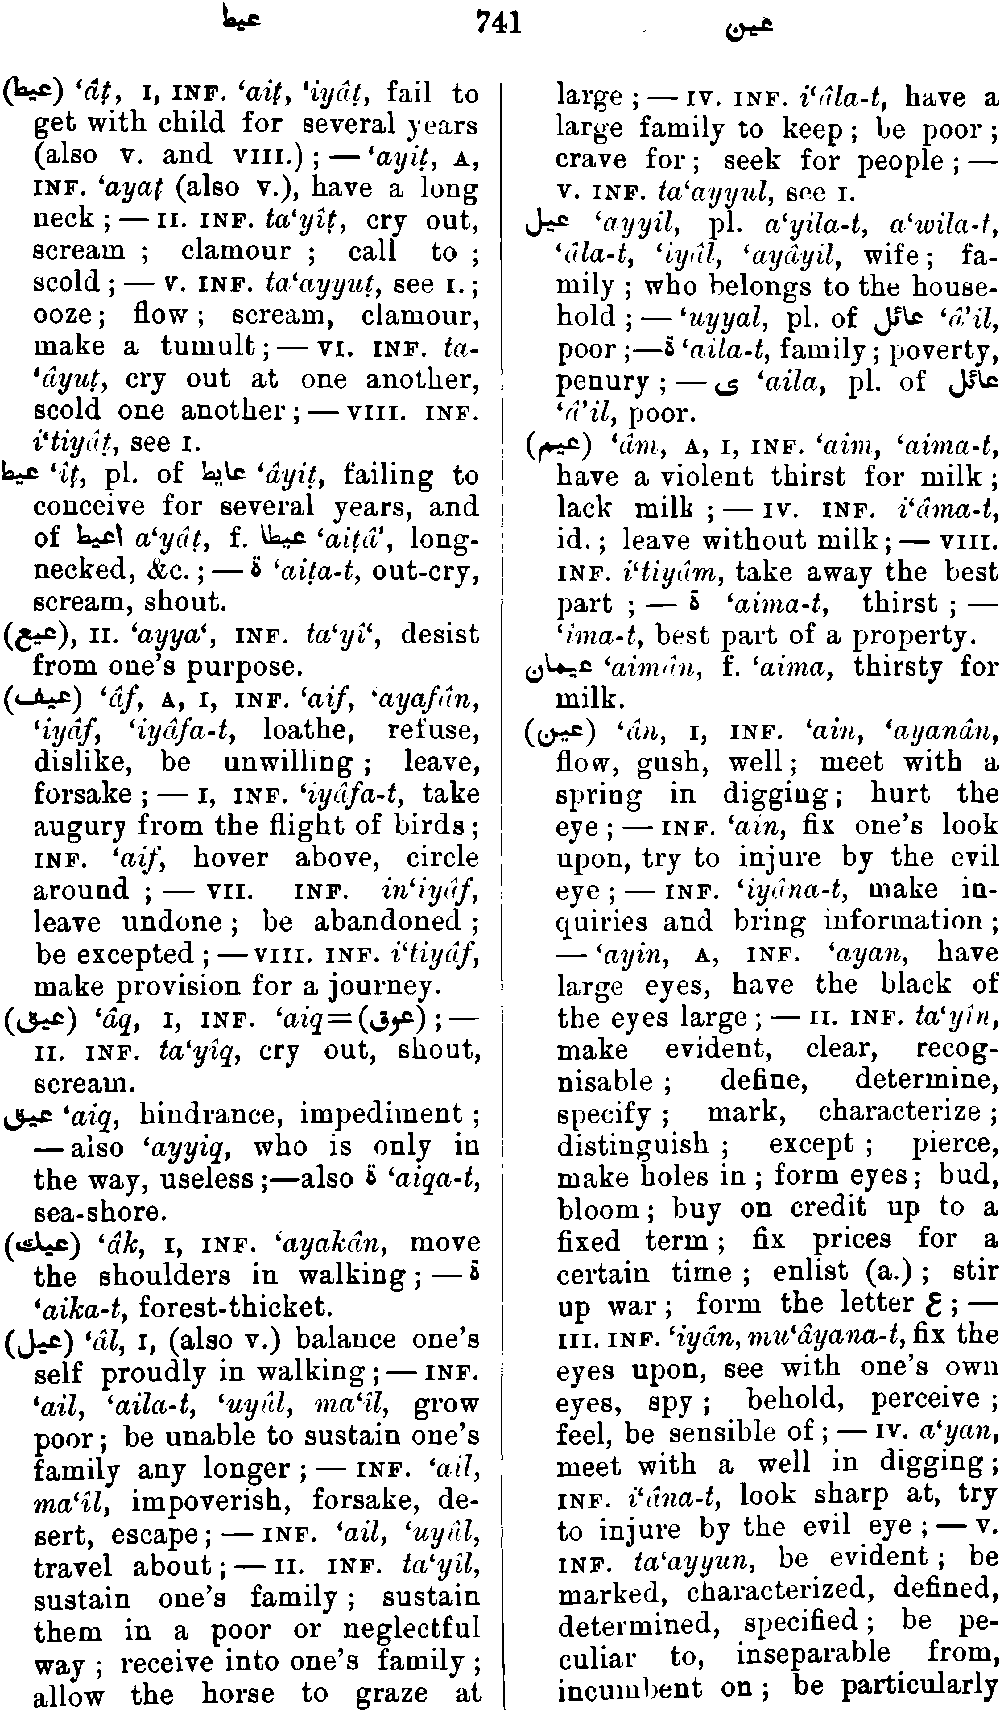 عيط 741 عين
(عيط) ‘âṭ, I, INF. ‘aiṭ, ‘iyâṭ, fail to
get with child for several years
(also V. and VIII.) ; — ‘ayiṭ, A,
INF. ‘ayaṭ (also V.), have a long
neck ; — II. INF. ta‘yîṭ, cry out,
scream ; clamour ; call to ;
scold ; — V. INF. ta‘ayyuṭ, see I. ;
ooze ; flow ; scream, clamour,
make a tumult ; — VI. INF. ta-
‘âyuṭ, cry out at one another,
scold one another ; — VIII. INF.
i‘tiyâṭ, see I.
عيط ‘îṭ, pl. of عايط ‘âyiṭ, failing to
conceive for several years, and
of اعيط a‘yâṭ, f. عيطا ‘aiṭâ’, long-
necked, &c. ; — ة ‘aiṭa-t, out-cry,
scream, shout.
(عيع), II. ‘ayya‘, INF. ta‘yî‘, desist
from one's purpose.
(عيف) ‘âf, A, I, INF. ‘aif, ‘ayafân,
‘iyâf, ‘iyâfa-t, loathe, refuse,
dislike, be unwilling ; leave,
forsake ; — I, INF. ‘iyâfa-t, take
augury from the flight of birds ;
INF. ‘aif, hover above, circle
around ; — VII. INF. in‘iyâf,
leave undone ; be abandoned ;
be excepted ; — VIII. INF. i‘tiyâf,
make provision for a journey.
(عيق) ‘âq, I, INF. ‘aiq=(عوق) ; —
II. INF. ta‘yîq, cry out, shout,
scream.
عيق ‘aiq, hindrance, impediment ;
— also ‘ayyiq, who is only in
the way, useless ;—also ة ‘aiqa-t,
sea-shore.
(عيك) ‘âk, I, INF. ‘ayakân, move
the shoulders in walking ; — ة
‘aika-t, forest-thicket.
(عيل) ‘âl, I, (also V.) balance one's
self proudly in walking ; — INF.
‘ail, ‘aila-t, ‘uyûl, ma‘îl, grow
poor ; be unable to sustain one's
family any longer ; — INF. ‘ail,
ma‘îl, impoverish, forsake, de-
sert, escape ; — INF. ‘ail, ‘uyûl,
travel about ; — II. INF. ta‘yîl,
sustain one's family ; sustain
them in a poor or neglectful
way ; receive into one's family ;
allow the horse to graze at
large ; — IV. INF. i‘âla-t, have a
large family to keep ; be poor ;
crave for ; seek for people ; —
V. INF. ta‘ayyul, see I.
عيل ‘ayyil, pl. a‘yila-t, a‘wila-t,
‘âla-t, ‘iyâl, ‘ayâyil, wife ; fa-
mily ; who belongs to the house-
hold ; — ‘uyyal, pl. of عائل ‘â’il,
poor ;—ة ‘aila-t, family ; poverty,
penury ; — ى ‘aila, pl. of عائل
‘â’il, poor.
(عيم) ‘âm, A, I, INF. ‘aim, ‘aima-t,
have a violent thirst for milk ;
lack milk ; — IV. INF. i‘âma-t,
id. ; leave without milk ; — VIII.
INF. i‘tiyâm, take away the best
part ; — ة ‘aima-t, thirst ; —
‘îma-t, best part of a property.
عيمان ‘aimân, f. ‘aima, thirsty for
milk.
(عين) ‘ân, I, INF. ‘ain, ‘ayanân,
flow, gush, well ; meet with a
spring in digging ; hurt the
eye ; — INF. ‘ain, fix one's look
upon, try to injure by the evil
eye ; — INF. ‘iyâna-t, make in-
quiries and bring information ;
— ‘ayin, A, INF. ‘ayan, have
large eyes, have the black of
the eyes large ; — II. INF. ta‘yîn,
make evident, clear, recog-
nisable ; define, determine,
specify ; mark, characterize ;
distinguish ; except ; pierce,
make holes in ; form eyes ; bud,
bloom ; buy on credit up to a
fixed term ; fix prices for a
certain time ; enlist (a.) ; stir
up war ; form the letter ع ; —
III. INF. ‘iyân, mu‘âyana-t, fix the
eyes upon, see with one's own
eyes, spy ; behold, perceive ;
feel, be sensible of ; — IV. a‘yan,
meet with a well in digging ;
INF. i‘âna-t, look sharp at, try
to injure by the evil eye ; — V.
INF. ta‘ayyun, be evident ; be
marked, characterized, defined,
determined, specified ; be pe-
culiar to, inseparable from,
incumbent on ; be particularly